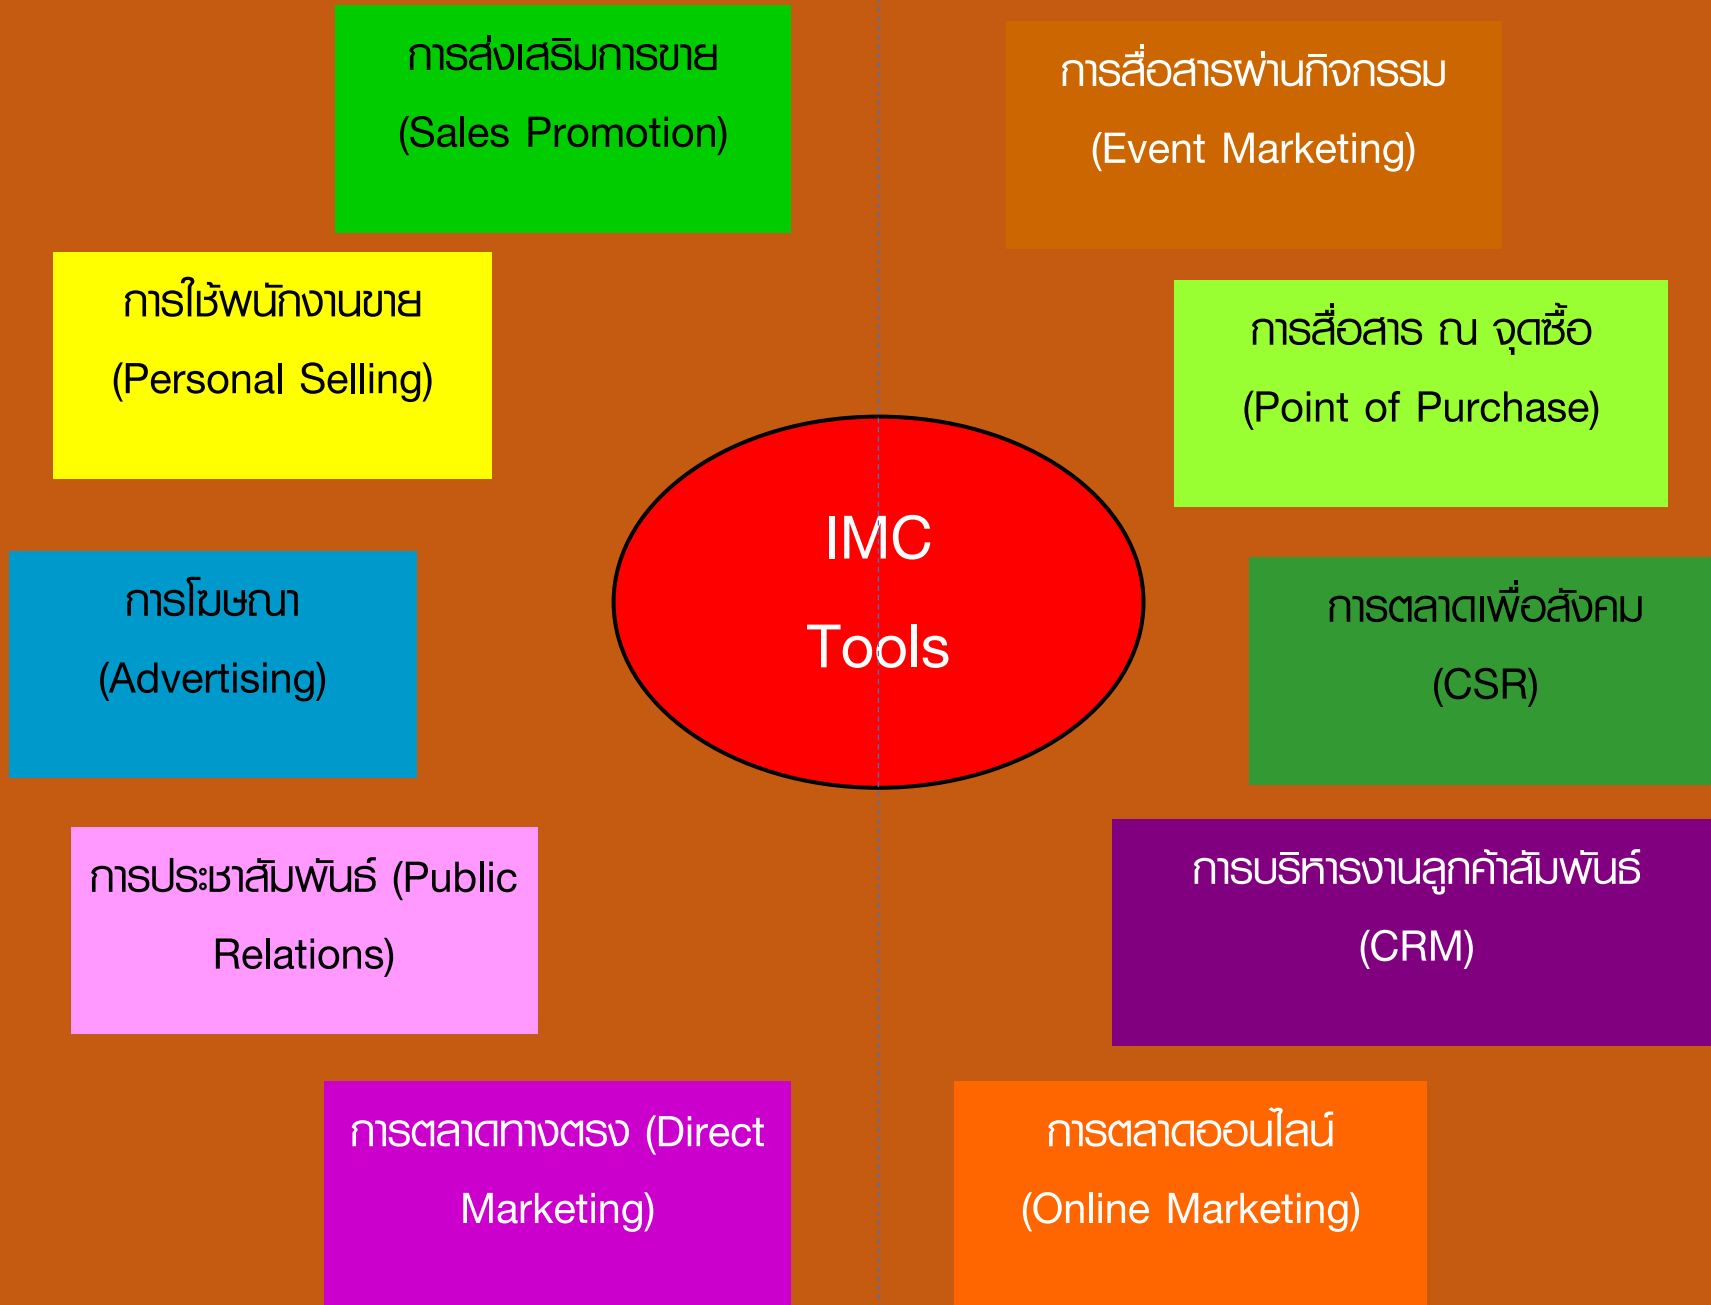 การส่งเสริมการขาย
(Sales Promotion)
การสื่อสารผ่านกิจกรรม
(Event Marketing)
การใช้พนักงานขาย
(Personal Selling)
การสื่อสาร ณ จุดซื้อ
(Point of Purchase)
IMC
Tools
การโฆษณา
(Advertising)
การตลาดเพื่อสังคม
(CSR)
การประชาสัมพันธ์ (Public
Relations)
การบริหารงานลูกค้าสัมพันธ์
(CRM)
การตลาดทางตรง (Direct
Marketing)
การตลาดออนไลน์
(Online Marketing)